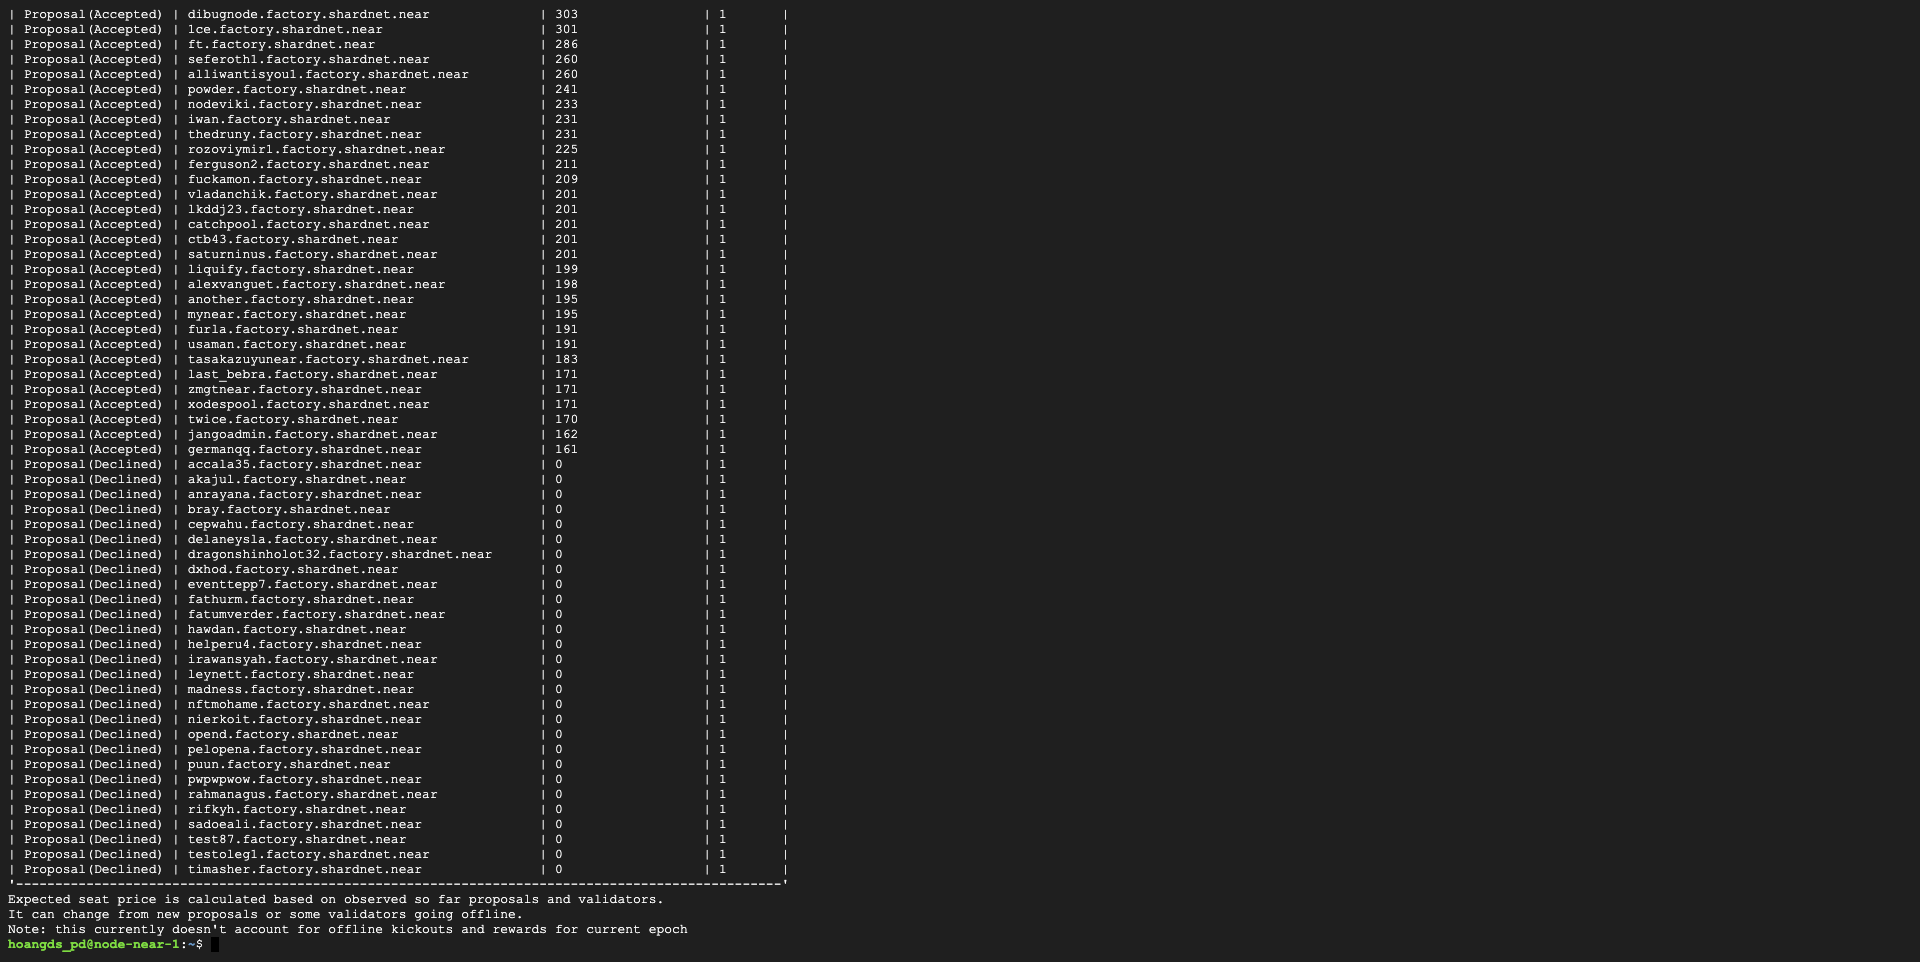 | Proposal(Accepted) | dibugnode.factory.shardnet.near | 303 | 1 |
| Proposal(Accepted) | 1ce.factory.shardnet.near | 301 | 1 |
| Proposal(Accepted) | ft.factory.shardnet.near | 286 | 1 |
| Proposal(Accepted) | seferoth1.factory.shardnet.near | 260 | 1 |
| Proposal(Accepted) | alliwantisyou1.factory.shardnet.near | 260 | 1 |
| Proposal(Accepted) | powder.factory.shardnet.near | 241 | 1 |
| Proposal(Accepted) | nodeviki.factory.shardnet.near | 233 | 1 |
| Proposal(Accepted) | iwan.factory.shardnet.near | 231 | 1 |
| Proposal(Accepted) | thedruny.factory.shardnet.near | 231 | 1 |
| Proposal(Accepted) | rozoviymir1.factory.shardnet.near | 225 | 1 |
| Proposal(Accepted) | ferguson2.factory.shardnet.near | 211 | 1 |
| Proposal(Accepted) | fuckamon.factory.shardnet.near | 209 | 1 |
| Proposal(Accepted) | vladanchik.factory.shardnet.near | 201 | 1 |
| Proposal(Accepted) | lkddj23.factory.shardnet.near | 201 | 1 |
| Proposal(Accepted) | catchpool.factory.shardnet.near | 201 | 1 |
| Proposal(Accepted) | ctb43.factory.shardnet.near | 201 | 1 |
| Proposal(Accepted) | saturninus.factory.shardnet.near | 201 | 1 |
| Proposal(Accepted) | liquify.factory.shardnet.near | 199 | 1 |
| Proposal(Accepted) | alexvanguet.factory.shardnet.near | 198 | 1 |
| Proposal(Accepted) | another.factory.shardnet.near | 195 | 1 |
| Proposal(Accepted) | mynear.factory.shardnet.near | 195 | 1 |
| Proposal(Accepted) | furla.factory.shardnet.near | 191 | 1 |
| Proposal(Accepted) | usaman.factory.shardnet.near | 191 | 1 |
| Proposal(Accepted) | tasakazuyunear.factory.shardnet.near | 183 | 1 |
| Proposal(Accepted) | last_bebra.factory.shardnet.near | 171 | 1 |
| Proposal(Accepted) | zmgtnear.factory.shardnet.near | 171 | 1 |
| Proposal(Accepted) | xodespool.factory.shardnet.near | 171 | 1 |
| Proposal(Accepted) | twice.factory.shardnet.near | 170 | 1 |
| Proposal(Accepted) | jangoadmin.factory.shardnet.near | 162 | 1 |
| Proposal(Accepted) | germanqq.factory.shardnet.near | 161 | 1 |
| Proposal(Declined) | accala35.factory.shardnet.near | 0 | 1 |
| Proposal(Declined) | akajul.factory.shardnet.near | 0 | 1 |
| Proposal(Declined) | anrayana.factory.shardnet.near | 0 | 1 |
| Proposal(Declined) | bray.factory.shardnet.near | 0 | 1 |
| Proposal(Declined) | cepwahu.factory.shardnet.near | 0 | 1 |
| Proposal(Declined) | delaneysla.factory.shardnet.near | 0 | 1 |
| Proposal(Declined) | dragonshinholot32.factory.shardnet.near | 0 | 1 |
| Proposal(Declined) | dxhod.factory.shardnet.near | 0 | 1 |
| Proposal(Declined) | eventtepp7.factory.shardnet.near | 0 | 1 |
| Proposal(Declined) | fathurm.factory.shardnet.near | 0 | 1 |
| Proposal(Declined) | fatumverder.factory.shardnet.near | 0 | 1 |
| Proposal(Declined) | hawdan.factory.shardnet.near | 0 | 1 |
| Proposal(Declined) | helperu4.factory.shardnet.near | 0 | 1 |
| Proposal(Declined) | irawansyah.factory.shardnet.near | 0 | 1 |
| Proposal(Declined) | leynett.factory.shardnet.near | 0 | 1 |
| Proposal(Declined) | madness.factory.shardnet.near | 0 | 1 |
| Proposal(Declined) | nftmohame.factory.shardnet.near | 0 | 1 |
| Proposal(Declined) | nierkoit.factory.shardnet.near | 0 | 1 |
| Proposal(Declined) | opend.factory.shardnet.near | 0 | 1 |
| Proposal(Declined) | pelopena.factory.shardnet.near | 0 | 1 |
| Proposal(Declined) | puun.factory.shardnet.near | 0 | 1 |
| Proposal(Declined) | pwpwpwow.factory.shardnet.near | 0 | 1 |
| Proposal(Declined) | rahmanagus.factory.shardnet.near | 0 | 1 |
| Proposal(Declined) | rifkyh.factory.shardnet.near | 0 | 1 |
| Proposal(Declined) | sadoeali.factory.shardnet.near | 0 | 1 |
| Proposal(Declined) | test87.factory.shardnet.near | 0 | 1 |
| Proposal(Declined) | testoleg1.factory.shardnet.near | 0 | 1 |
| Proposal(Declined) | timasher.factory.shardnet.near | 0 | 1 |
'--------------------------------------------------------------------------------------------------'
Expected seat price is calculated based on observed so far proposals and validators.
It can change from new proposals or some validators going offline.
Note: this currently doesn't account for offline kickouts and rewards for current epoch
hoangds_pd@node-near-1:~$